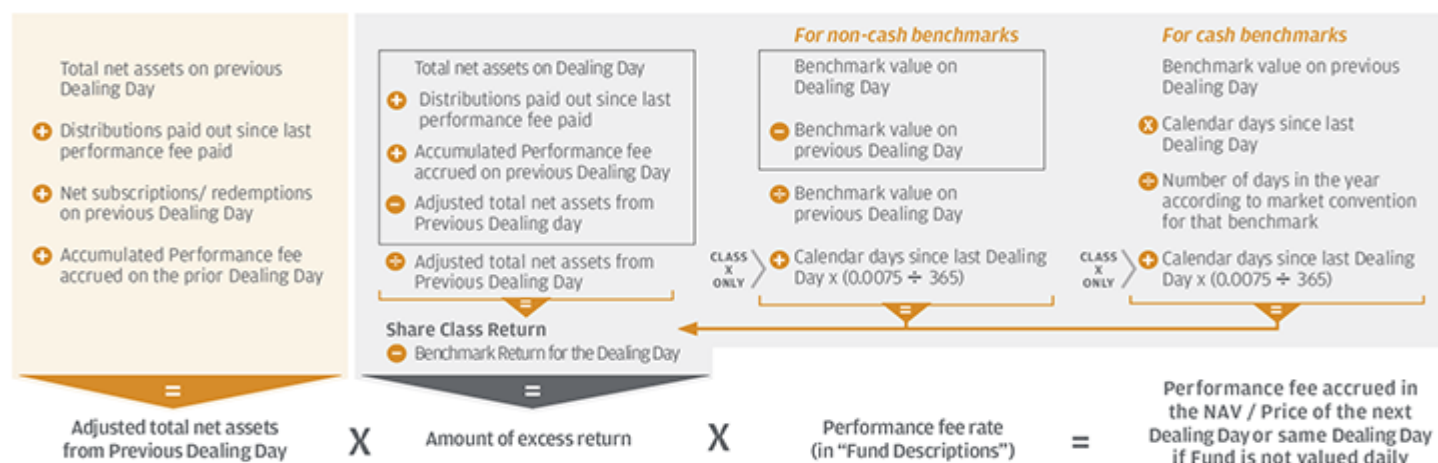 Total net assets on previous
Dealing Day
+ Distributions paid out since last
performance fee paid
+ Net subscriptions/ redemptions
on previous Dealing Day
+ Accumulated Performance fee
accrued on the prior Dealing Day
=
Adjusted total net assets
from Previous Dealing Day
X
Total net assets on Dealing Day
+ Distributions paid out since last
performance fee paid
+ Accumulated Performance fee
accrued on previous Dealing Day
− Adjusted total net assets from
Previous Dealing day
÷ Adjusted total net assets from
Previous Dealing Day
=
Share Class Return
− Benchmark Return for the Dealing Day
=
Amount of excess return
X
For non-cash benchmarks
Benchmark value on
Dealing Day
− Benchmark value on
previous Dealing Day
÷ Benchmark value on
previous Dealing Day
CLASS
X
ONLY
+ Calendar days since last Dealing
Day x (0.0075 ÷ 365)
=
Performance fee rate
(in “Fund Descriptions”)
=
For cash benchmarks
Benchmark value on previous
Dealing Day
X Calendar days since last
Dealing Day
÷ Number of days in the year
according to market convention
for that benchmark
CLASS
X
ONLY
+ Calendar days since last Dealing
Day x (0.0075 ÷ 365)
=
Performance fee accrued in
the NAV / Price of the next
Dealing Day or same Dealing Day
if Fund is not valued daily